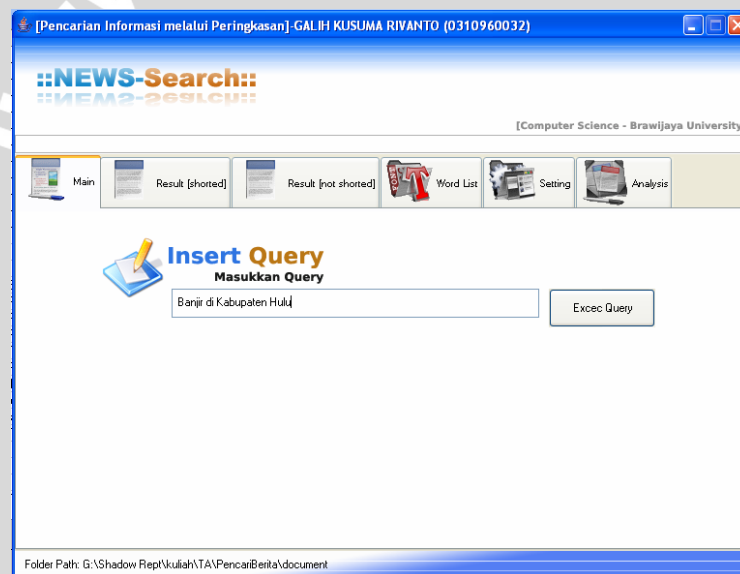 [Pencarian Informasi melalui Peringkasan]-GALIH KUSUMA RIVANTO (0310960032)
::NEWS-Search::
[Computer Science - Brawijaya University
Main
Result [shorted]
Result [not shorted]
Word List
Setting
Analysis
Insert Query
Masukkan Query
Banjir di Kabupaten Hulu
Excec Query
Folder Path: G:\Shadow Rept\kuliah\TA\PencariBerita\document